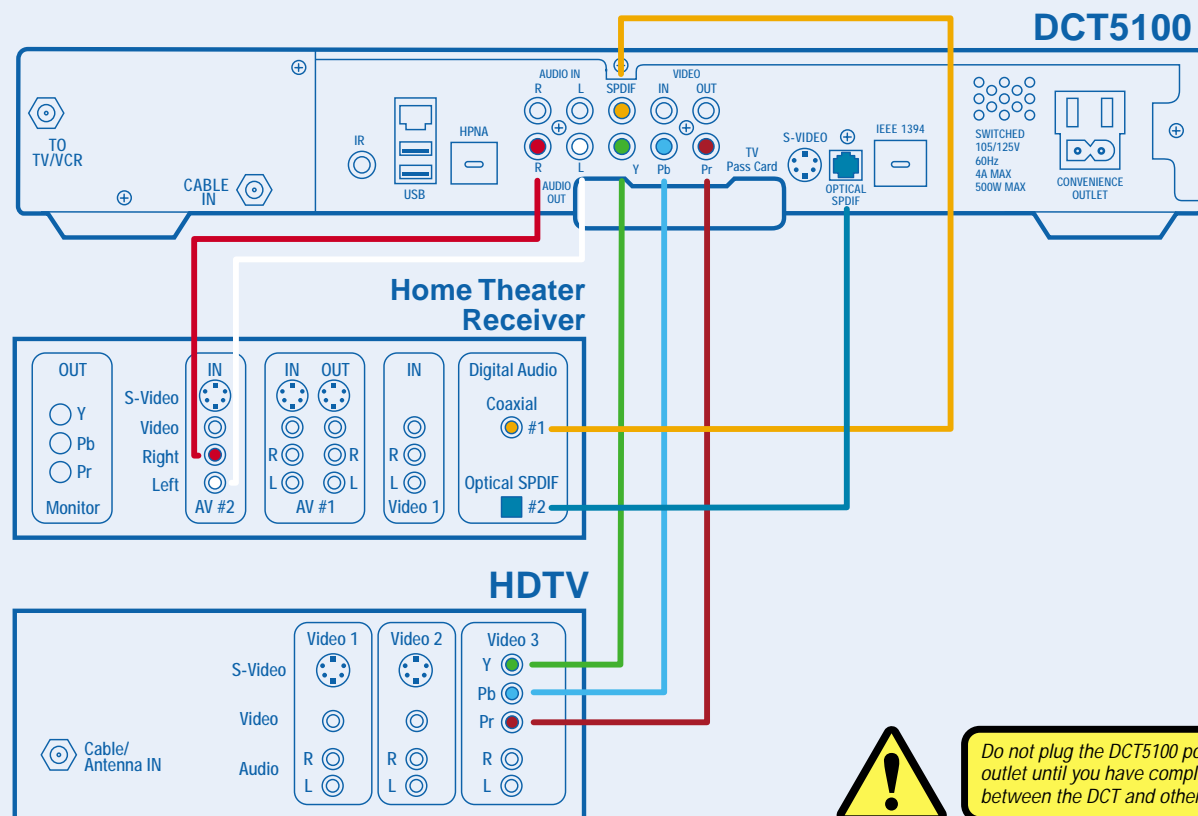 DCT5100
AUDIO IN
R L SPDIF
VIDEO
IN OUT
TO
TV/VCR
CABLE
IN
IR
USB
HPNA
R L
AUDIO
OUT
Y Pb Pr
TV
Pass Card
S-VIDEO
OPTICAL
SPDIF
IEEE 1394
SWITCHED
105/125V
60Hz
4A MAX
500W MAX
CONVENIENCE
OUTLET
Home Theater
Receiver
OUT
Y
Pb
Pr
Monitor
S-Video
Video
Right
Left
IN
AV #2
IN OUT
R R
L L
AV #1
IN
R
L
Video 1
Digital Audio
Coaxial
#1
Optical SPDIF
#2
HDTV
Cable/
Antenna IN
S-Video
Video
Audio
Video 1
R
L
Video 2
R
L
Video 3
Y
Pb
Pr
R
L
!
Do not plug the DCT5100 po
outlet until you have compl
between the DCT and other